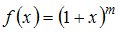 f(x) = (1 + x)^m